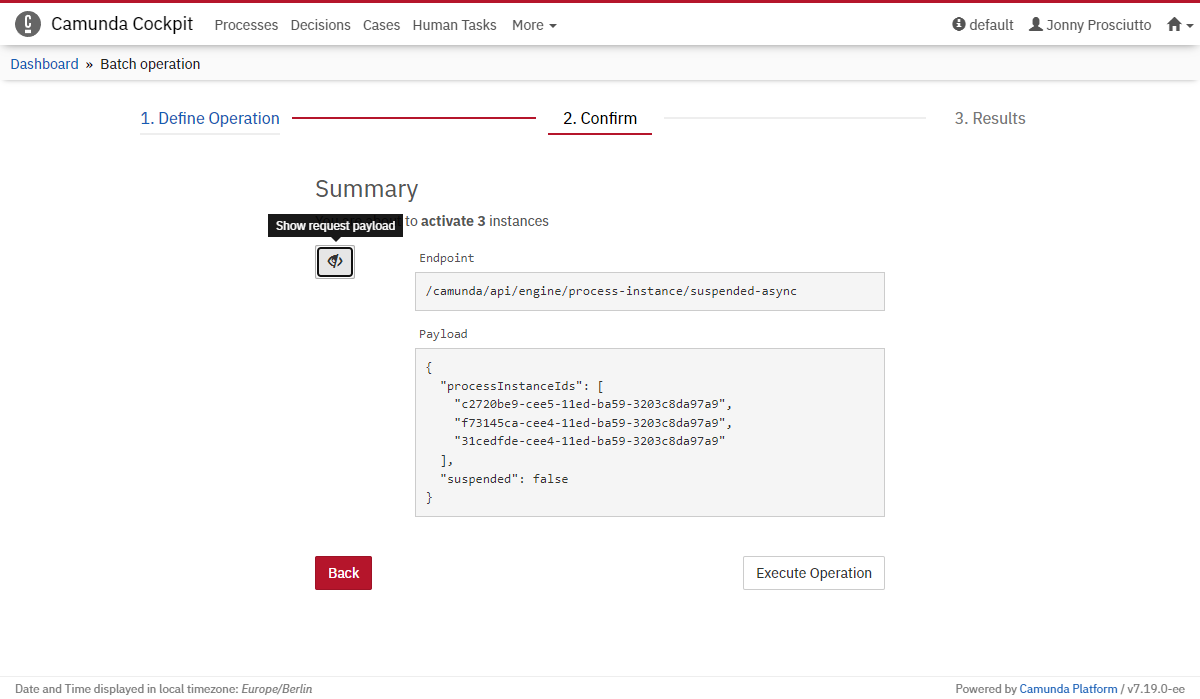 Camunda Cockpit Processes Decisions Cases Human Tasks More default Jonny Prosciutto
Dashboard » Batch operation
1. Define Operation 2. Confirm 3. Results
Summary
to activate 3 instances
Show request payload
Endpoint
/camunda/api/engine/process-instance/suspended-async
Payload
{
"processInstanceIds": [
"c2720be9-cee5-11ed-ba59-3203c8da97a9",
"f73145ca-cee4-11ed-ba59-3203c8da97a9",
"31cedfde-cee4-11ed-ba59-3203c8da97a9"
],
"suspended": false
}
Back Execute Operation
Date and Time displayed in local timezone: Europe/Berlin Powered by Camunda Platform / v7.19.0-ee